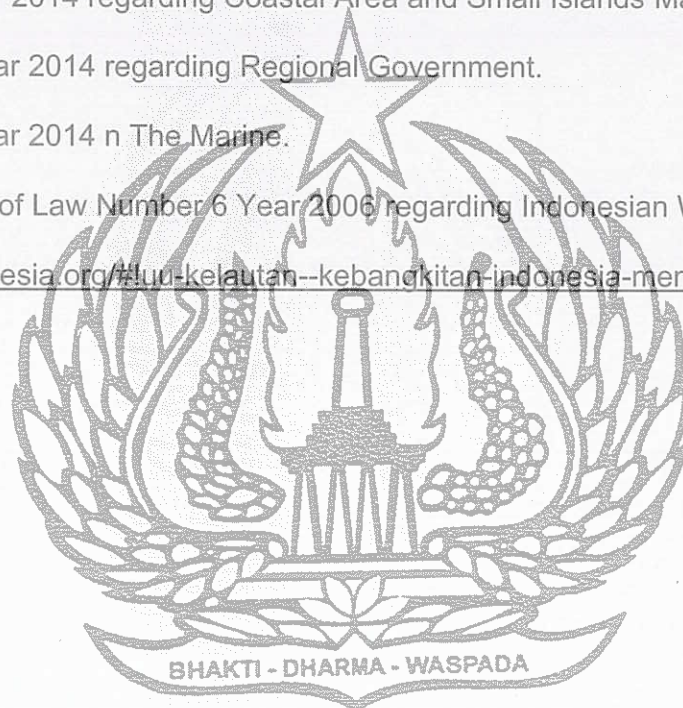 2014 regarding Coastal Area and Small Islands
ar 2014 regarding Regional Government.
ar 2014 n The Marine.
of Law Number 6 Year 2006 regarding Indonesian
esia.org/#!uu-kelautan--kebangkitan-indonesia-mer
BHAKTI - DHARMA - WASPADA